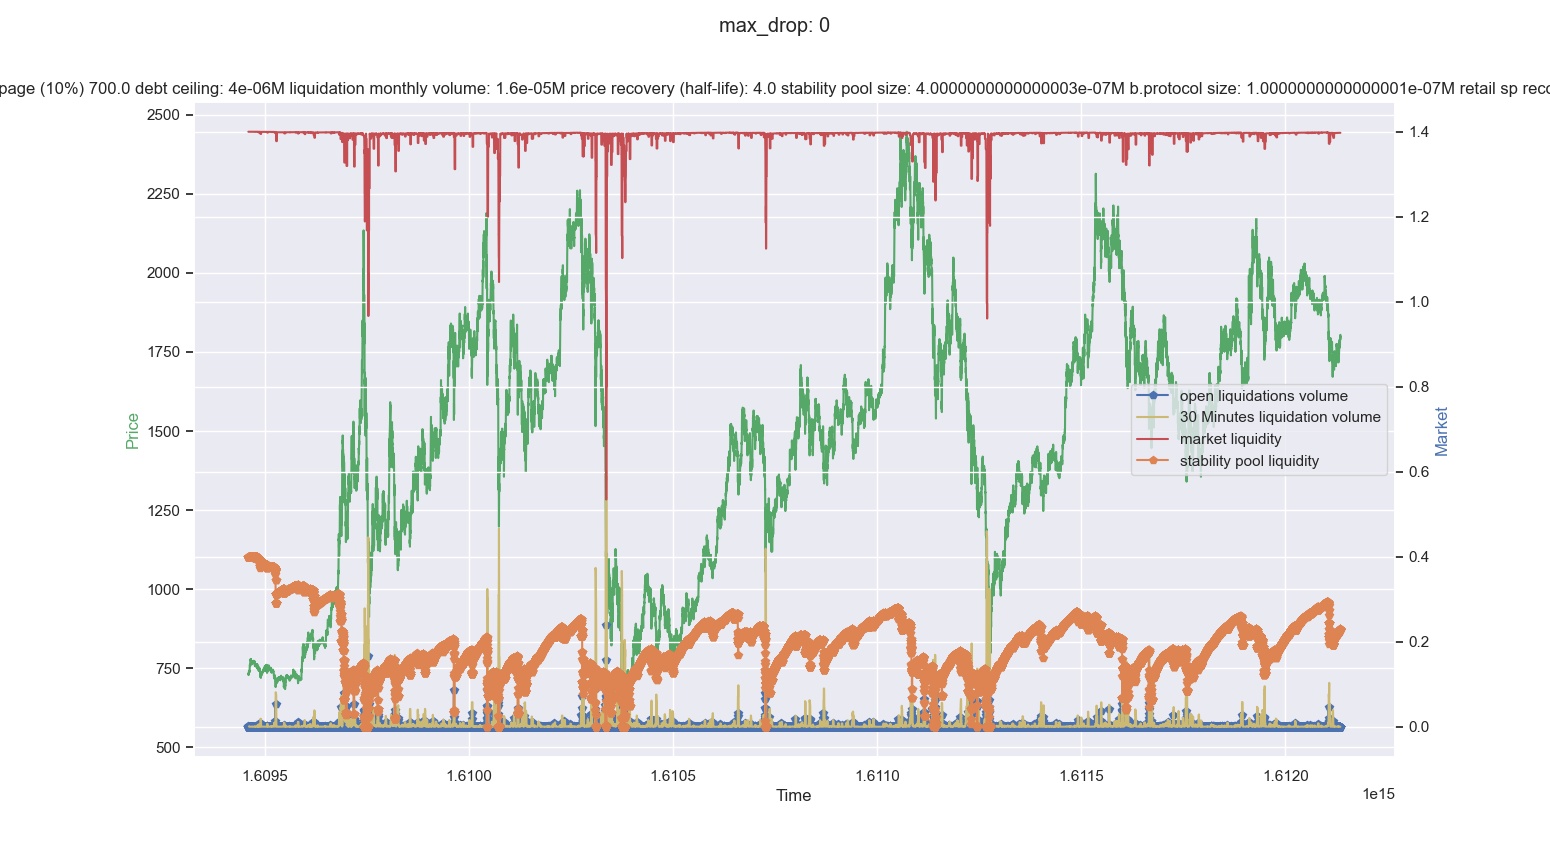 max_drop: 0
page (10%) 700.0 debt ceiling: 4e-06M liquidation monthly volume: 1.6e-05M price recovery (half-life): 4.0 stability pool size: 4.0000000000000003e-07M b.protocol size: 1.0000000000000001e-07M retail sp reco
2500
2250
2000
1750
1500
1250
1000
750
500
Price
1.4
1.2
1.0
0.8
0.6
0.4
0.2
0.0
Market
open liquidations volume
30 Minutes liquidation volume
market liquidity
stability pool liquidity
1.6095 1.6100 1.6105 1.6110 1.6115 1.6120
Time
1e15